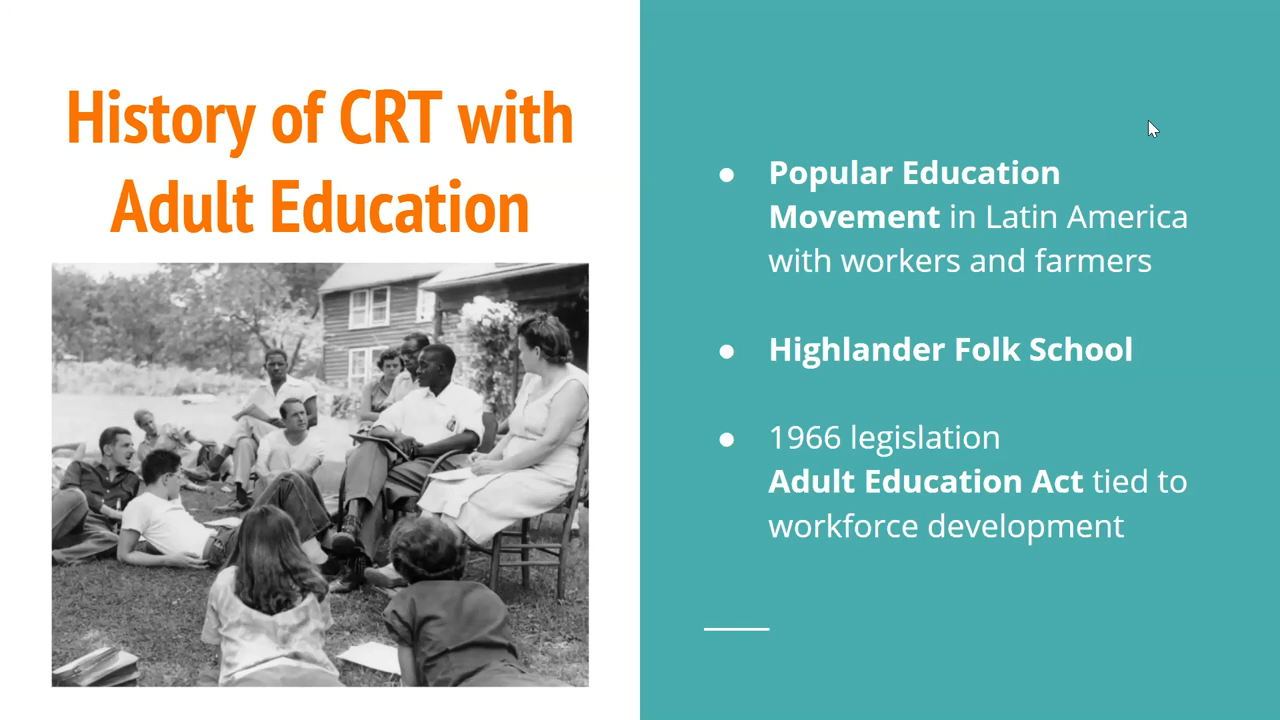 History of CRT with
Adult Education
● Popular Education
Movement in Latin America
with workers and farmers
● Highlander Folk School
● 1966 legislation
Adult Education Act tied to
workforce development